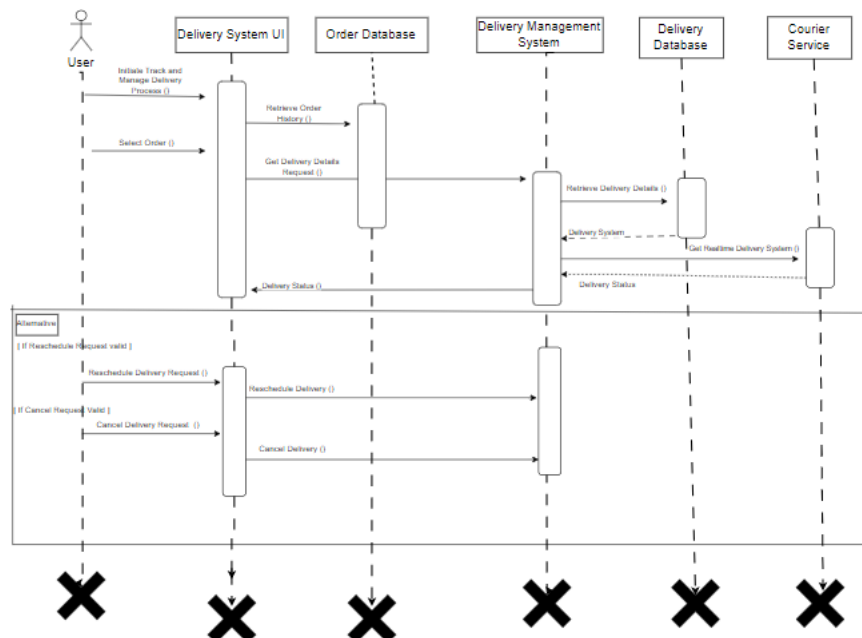 User
Delivery System UI
Order Database
Delivery Management
System
Delivery
Database
Courier
Service
Initiate Track and
Manage Delivery
Process ()
Retrieve Order
History ()
Select Order ()
Get Delivery Details
Request ()
Retrieve Delivery Details ()
Delivery System
Get Realtime Delivery System ()
Delivery Status
Delivery Status ()
Alternative
[ If Reschedule Request valid ]
Reschedule Delivery Request ()
Reschedule Delivery ()
[ If Cancel Request Valid ]
Cancel Delivery Request ()
Cancel Delivery ()